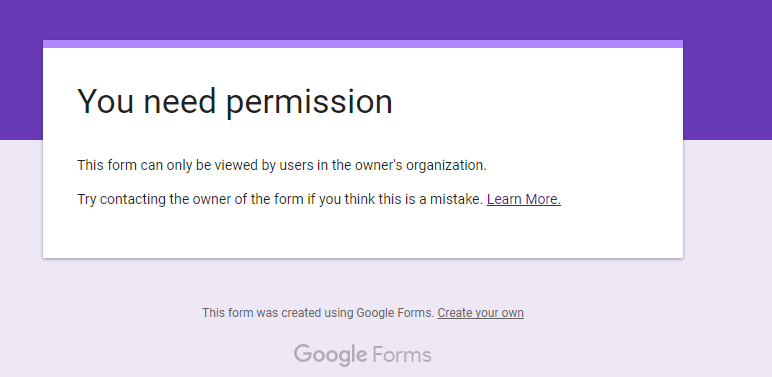 You need permission
This form can only be viewed by users in the owner's organization.
Try contacting the owner of the form if you think this is a mistake. Learn More.
This form was created using Google Forms. Create your own
Google Forms